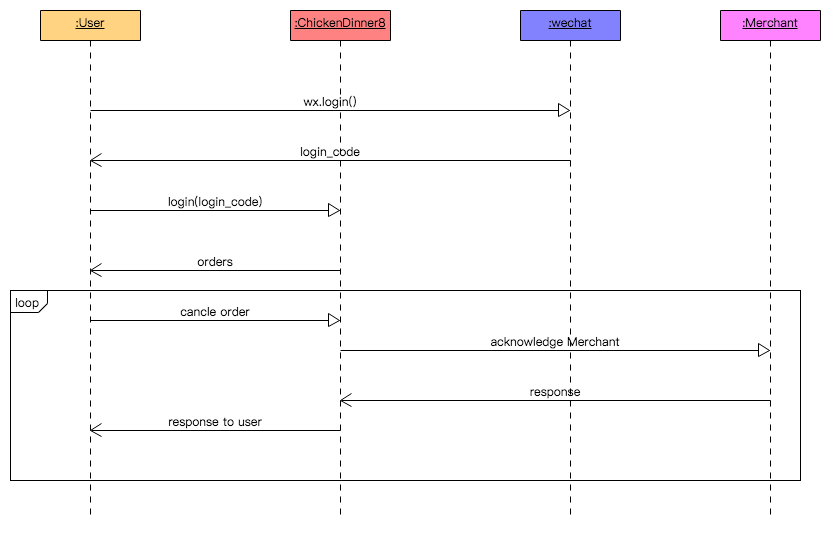 :User
:ChickenDinner8
:wechat
:Merchant
wx.login()
login_code
login(login_code)
orders
loop
cancle order
acknowledge Merchant
response
response to user